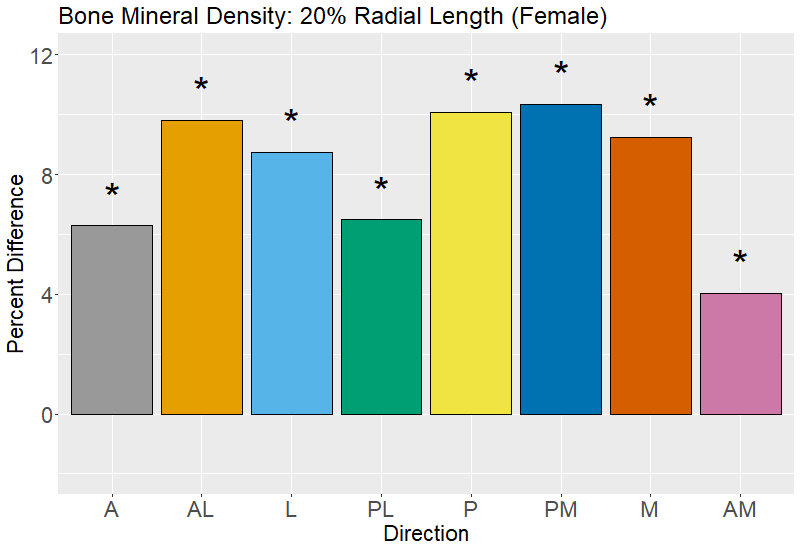 Bone Mineral Density: 20% Radial Length (Female)
12
8
4
0
Percent Difference
* * * * * * * *
A AL L PL P PM M AM
Direction